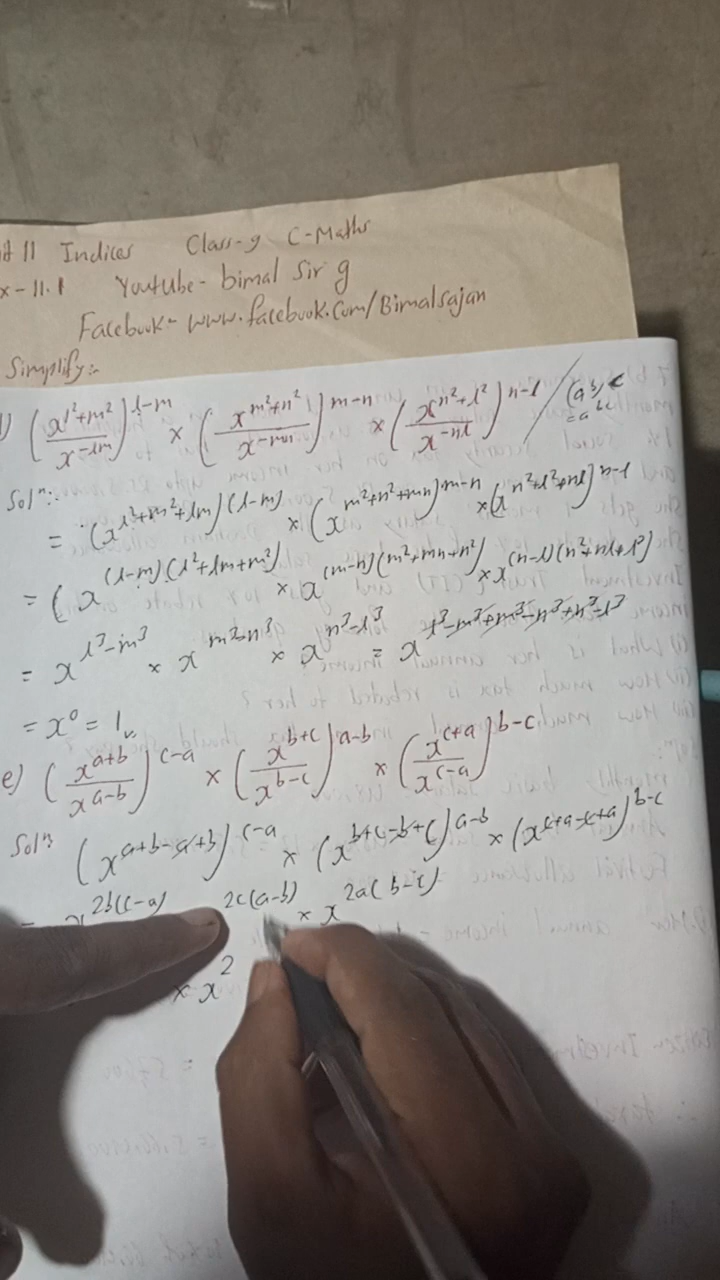 11 Indices Class-9 C-Maths
x-11.1 Youtube- bimal Sir g
Facebook- www.facebook.com/Bimalsajan
Simplify:-
(x^(l²+m²)/x^(-lm))^(l-m) × (x^(m²+n²)/x^(-mn))^(m-n) × (x^(n²+l²)/x^(-nl))^(n-l) / (a^b)^c
= a^(bc)
Solⁿ:
= (x^(l²+m²+lm))^(l-m) × (x^(m²+n²+mn))^(m-n) × (x^(n²+l²+nl))^(n-l)
= (x^((l-m)(l²+lm+m²)) × x^((m-n)(m²+mn+n²)) × x^((n-l)(n²+nl+l²))
= x^(l³-m³) × x^(m³-n³) × x^(n³-l³) = x^(l³-m³+m³-n³+n³-l³)
= x⁰ = 1
e) (x^(a+b)/x^(a-b))^(c-a) × (x^(b+c)/x^(b-c))^(a-b) × (x^(c+a)/x^(c-a))^(b-c)
Solⁿ (x^(a+b-a+b))^(c-a) × (x^(b+c-b+c))^(a-b) × (x^(c+a-c+a))^(b-c)
= x^(2b(c-a)) 2c(a-b) × x^(2a(b-c))
× x²